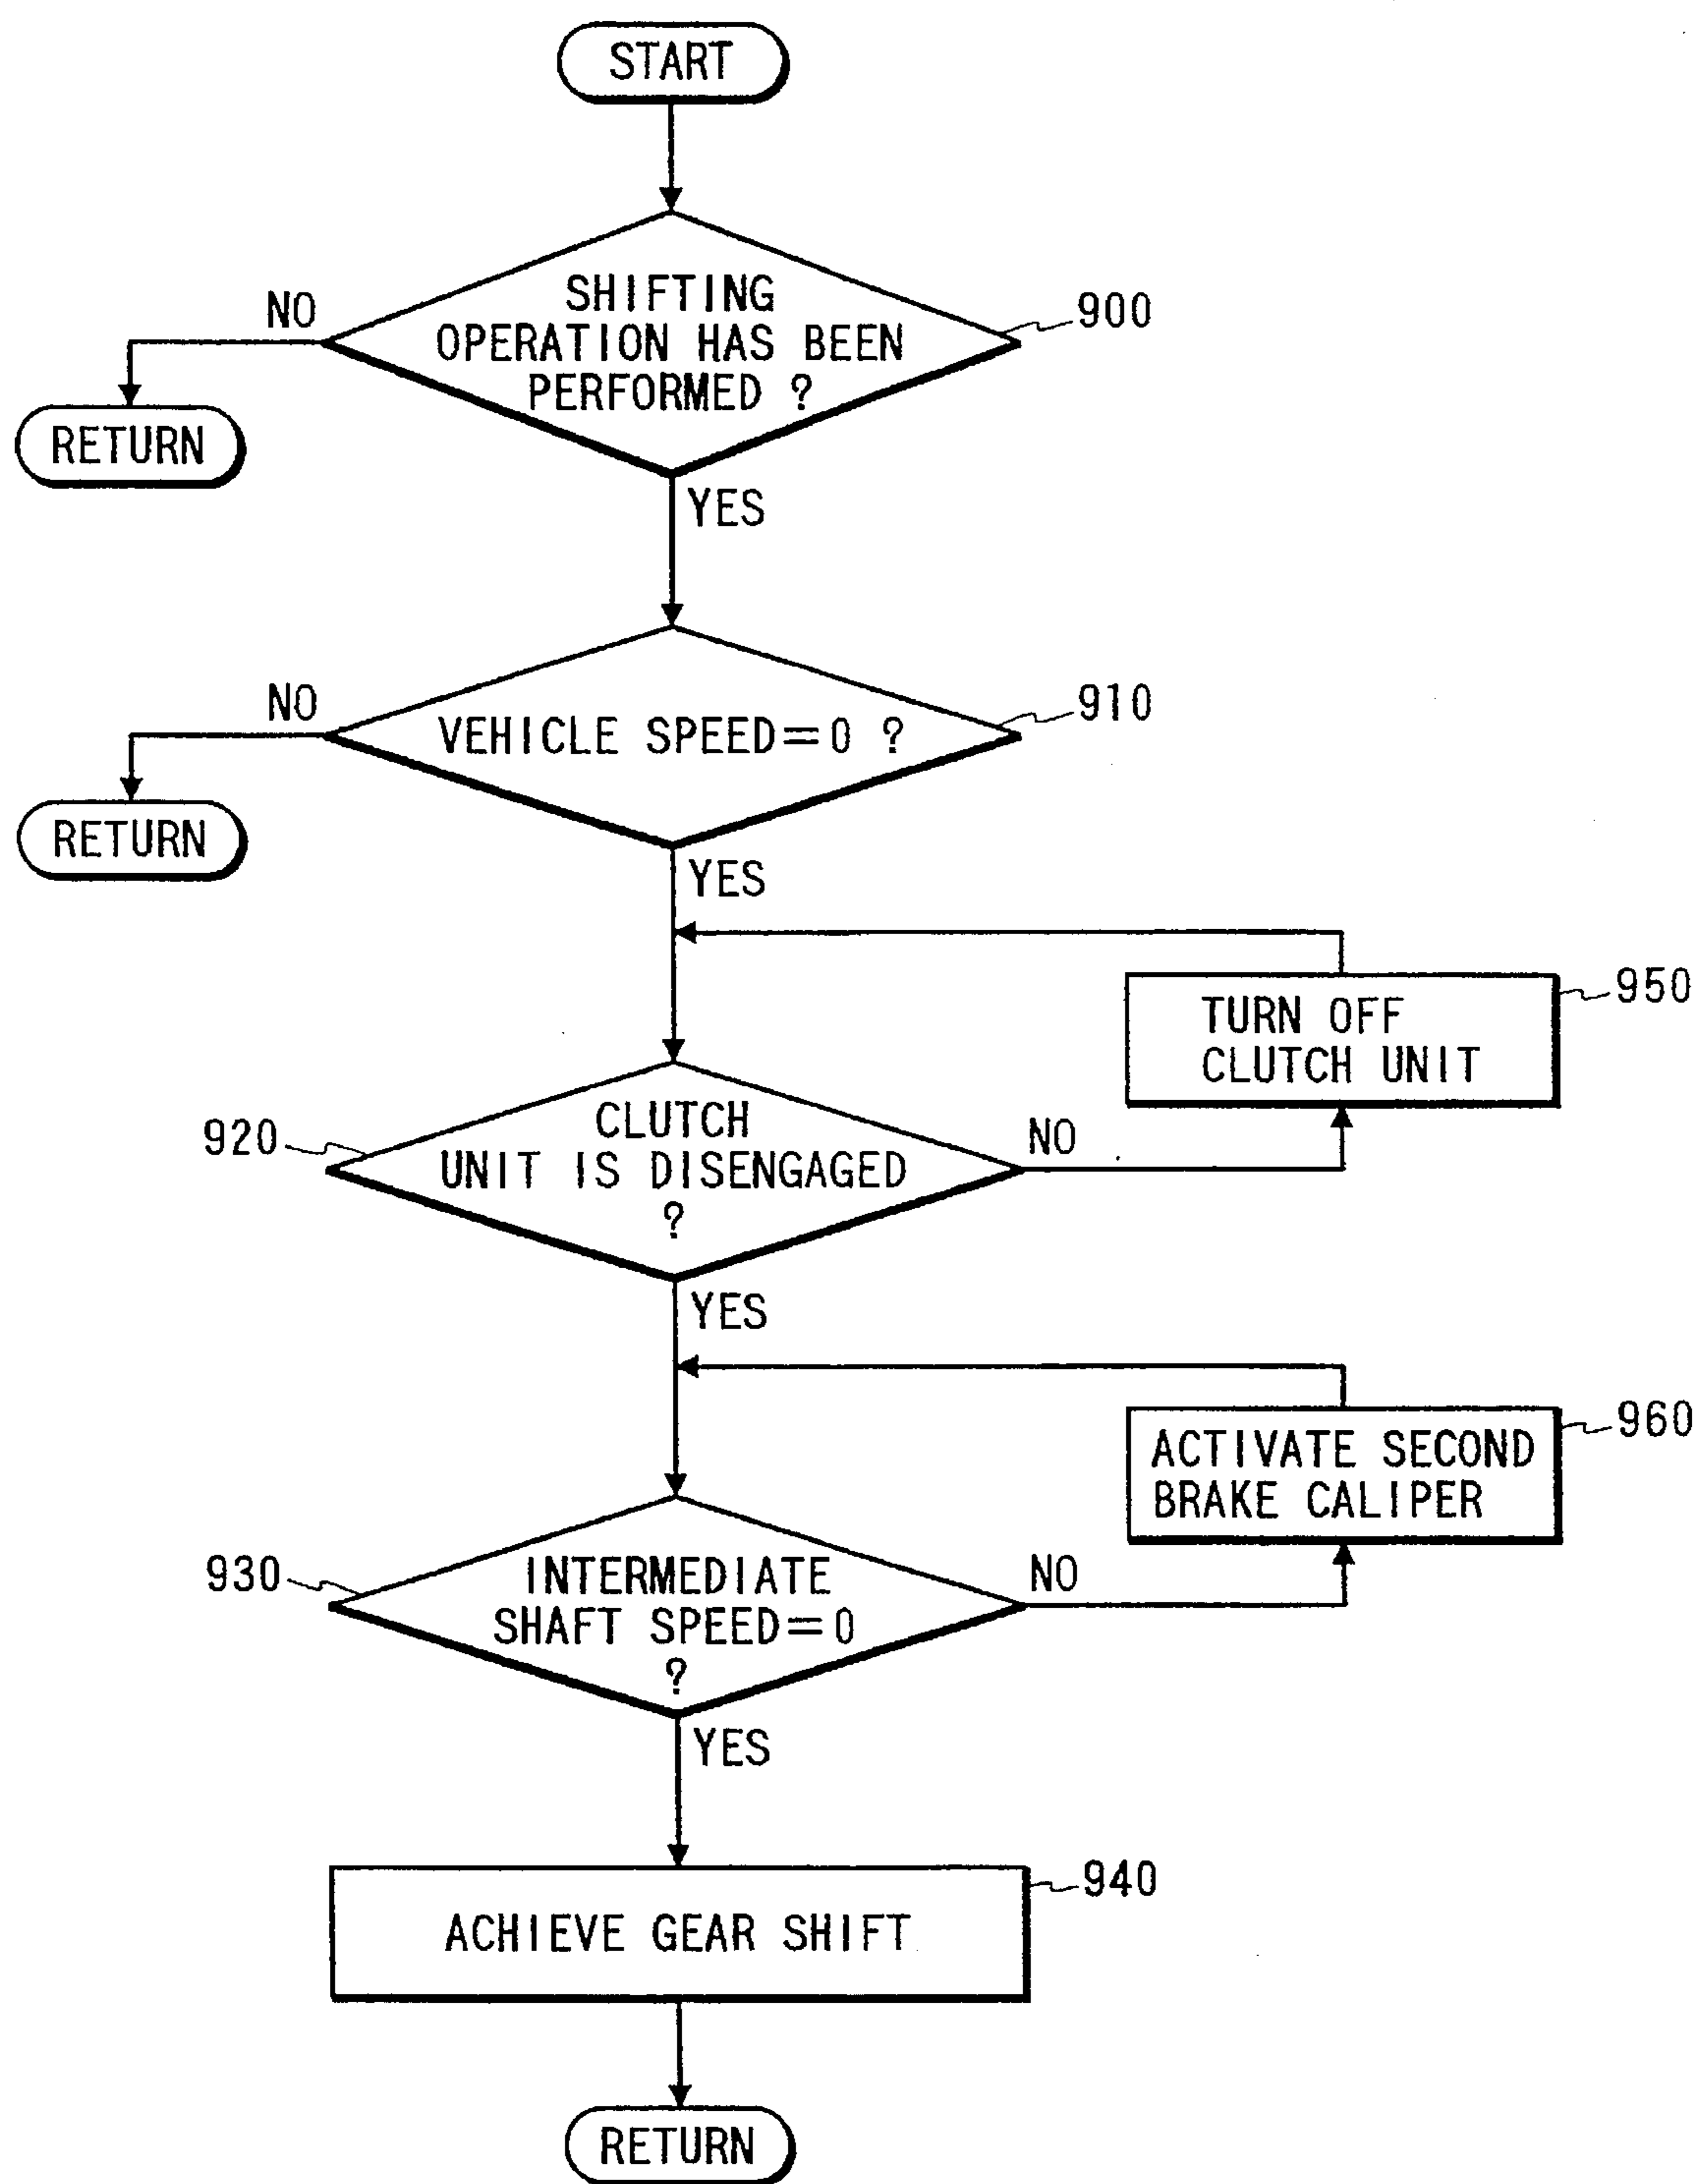 START
SHIFTING
OPERATION HAS BEEN
PERFORMED ?
900
NO
RETURN
YES
VEHICLE SPEED=0 ?
910
NO
RETURN
YES
TURN OFF
CLUTCH UNIT
950
CLUTCH
UNIT IS DISENGAGED
?
920
NO
YES
ACTIVATE SECOND
BRAKE CALIPER
960
INTERMEDIATE
SHAFT SPEED=0
?
930
NO
YES
ACHIEVE GEAR SHIFT
940
RETURN